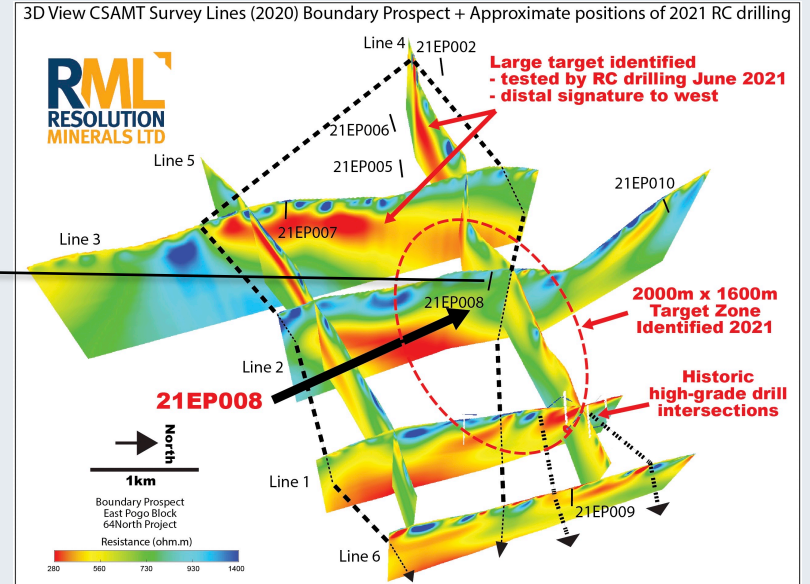 3D View CSAMT Survey Lines (2020) Boundary Prospect + Approximate positions of 2021 RC drilling
Line 4
21EP002
RML
RESOLUTION
MINERALS LTD
Large target identified
- tested by RC drilling June 2021
- distal signature to west
21EP006
Line 5
21EP005
21EP010
21EP007
Line 3
21EP008
2000m x 1600m
Target Zone
Identified 2021
Line 2
21EP008
Historic
high-grade drill
intersections
North
1km
Line 1
Boundary Prospect
East Pogo Block
64North Project
21EP009
Resistance (ohm.m)
Line 6
280 560 730 930 1400